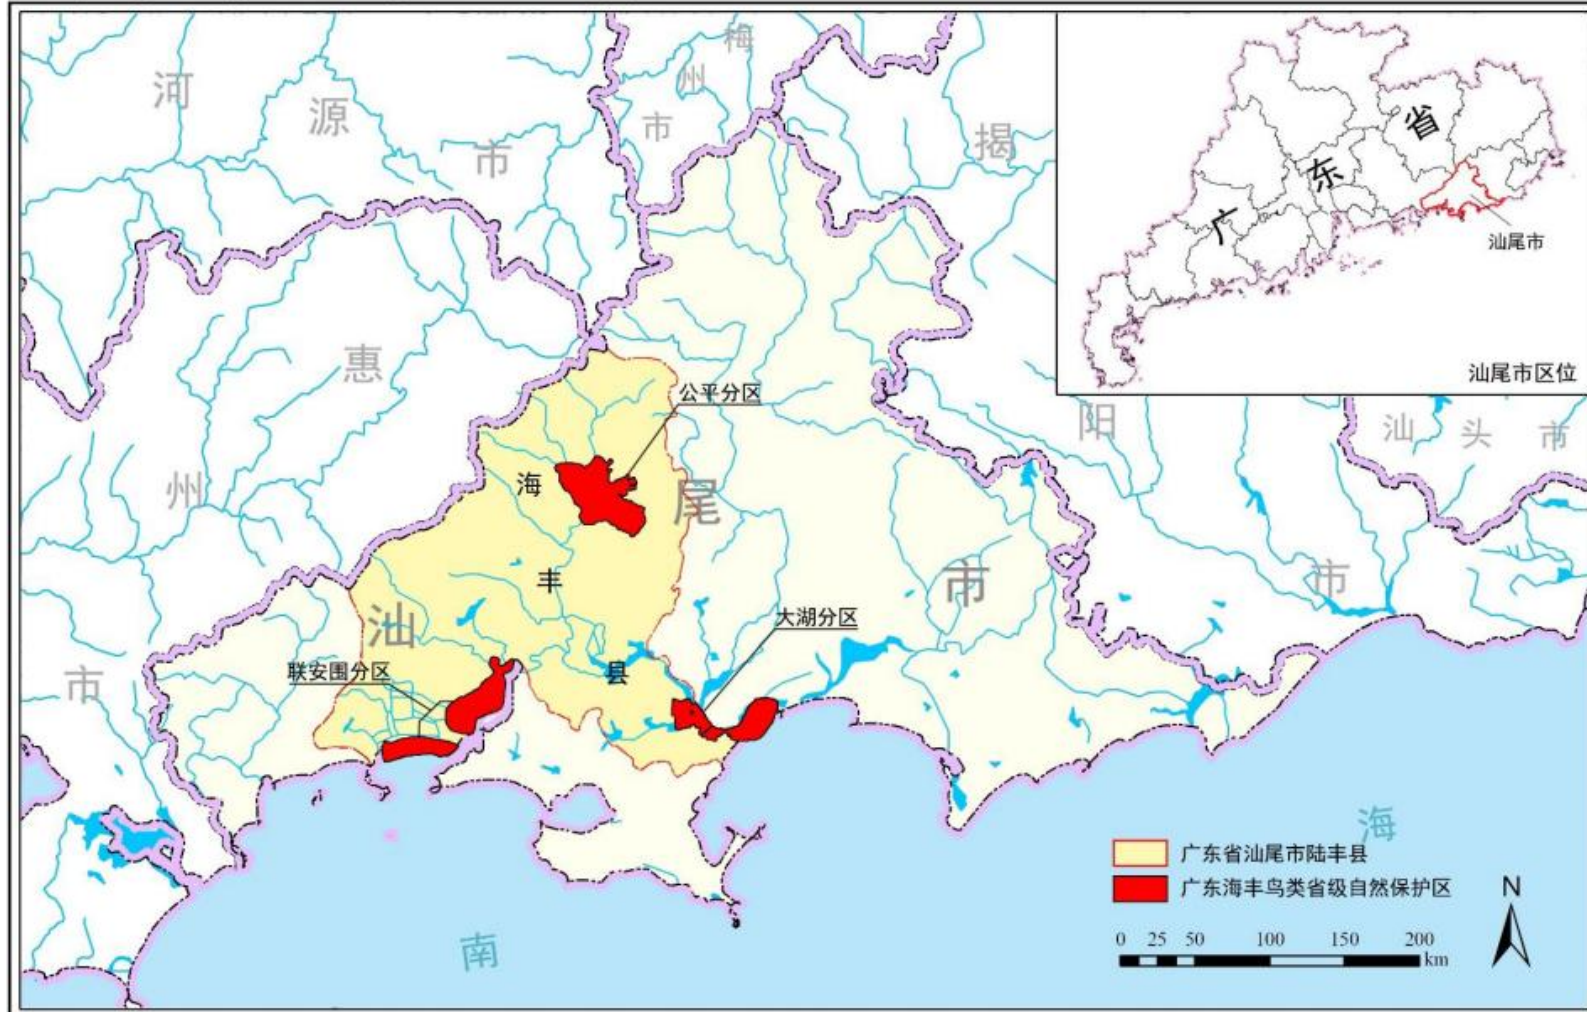 河源市
梅州市
揭阳市
惠州市
汕头市
汕尾市
海丰县
公平分区
大湖分区
联安围分区
南海
广东省
汕尾市
汕尾市区位
广东省汕尾市陆丰县
广东海丰鸟类省级自然保护区
N
0 25 50 100 150 200
km